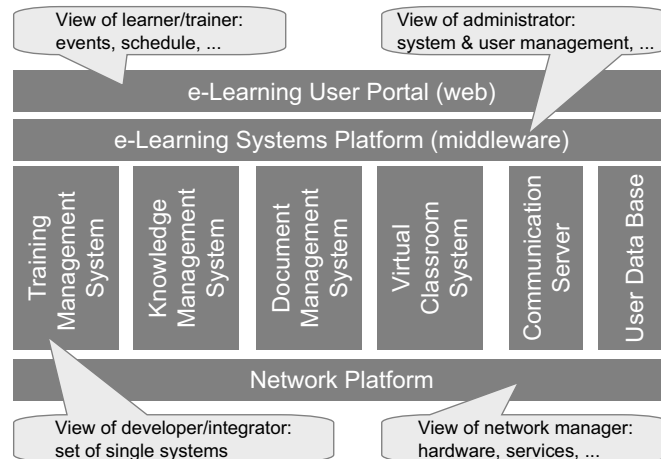 View of learner/trainer:
events, schedule, ...
View of administrator:
system & user management, ...
e-Learning User Portal (web)
e-Learning Systems Platform (middleware)
Training
Management
System
Knowledge
Management
System
Document
Management
System
Virtual
Classroom
System
Communication
Server
User Data Base
Network Platform
View of developer/integrator:
set of single systems
View of network manager:
hardware, services, ...